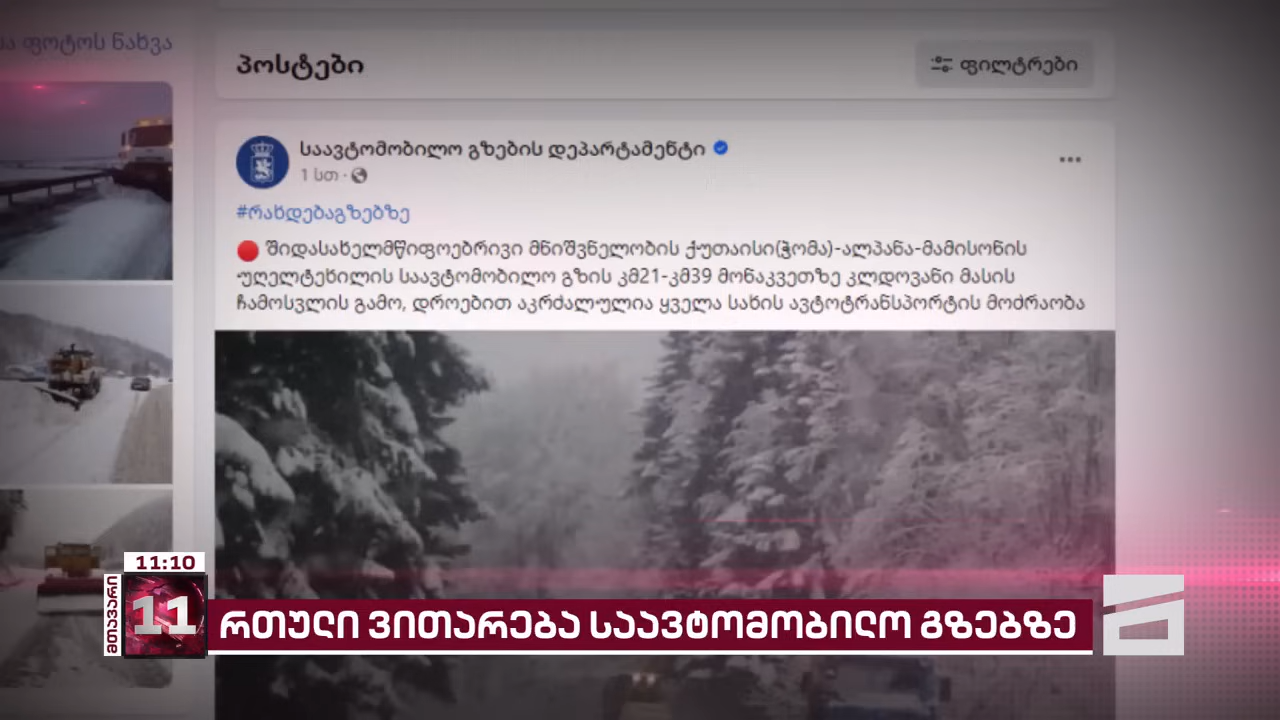 ფოტოს ნახვა
პოსტები
ფილტრები
საავტომობილო გზების დეპარტამენტი
1 სთ ·
#რახდებაგზებზე
შიდასახელმწიფოებრივი მნიშვნელობის ქუთაისი(ჭომა)-ალპანა-მამისონის
უღელტეხილის საავტომობილო გზის კმ21-კმ39 მონაკვეთზე კლდოვანი მასის
ჩამოსვლის გამო, დროებით აკრძალულია ყველა სახის ავტოტრანსპორტის მოძრაობა
11:10
მთავარი
11
რთული ვითარება საავტომობილო გზებზე